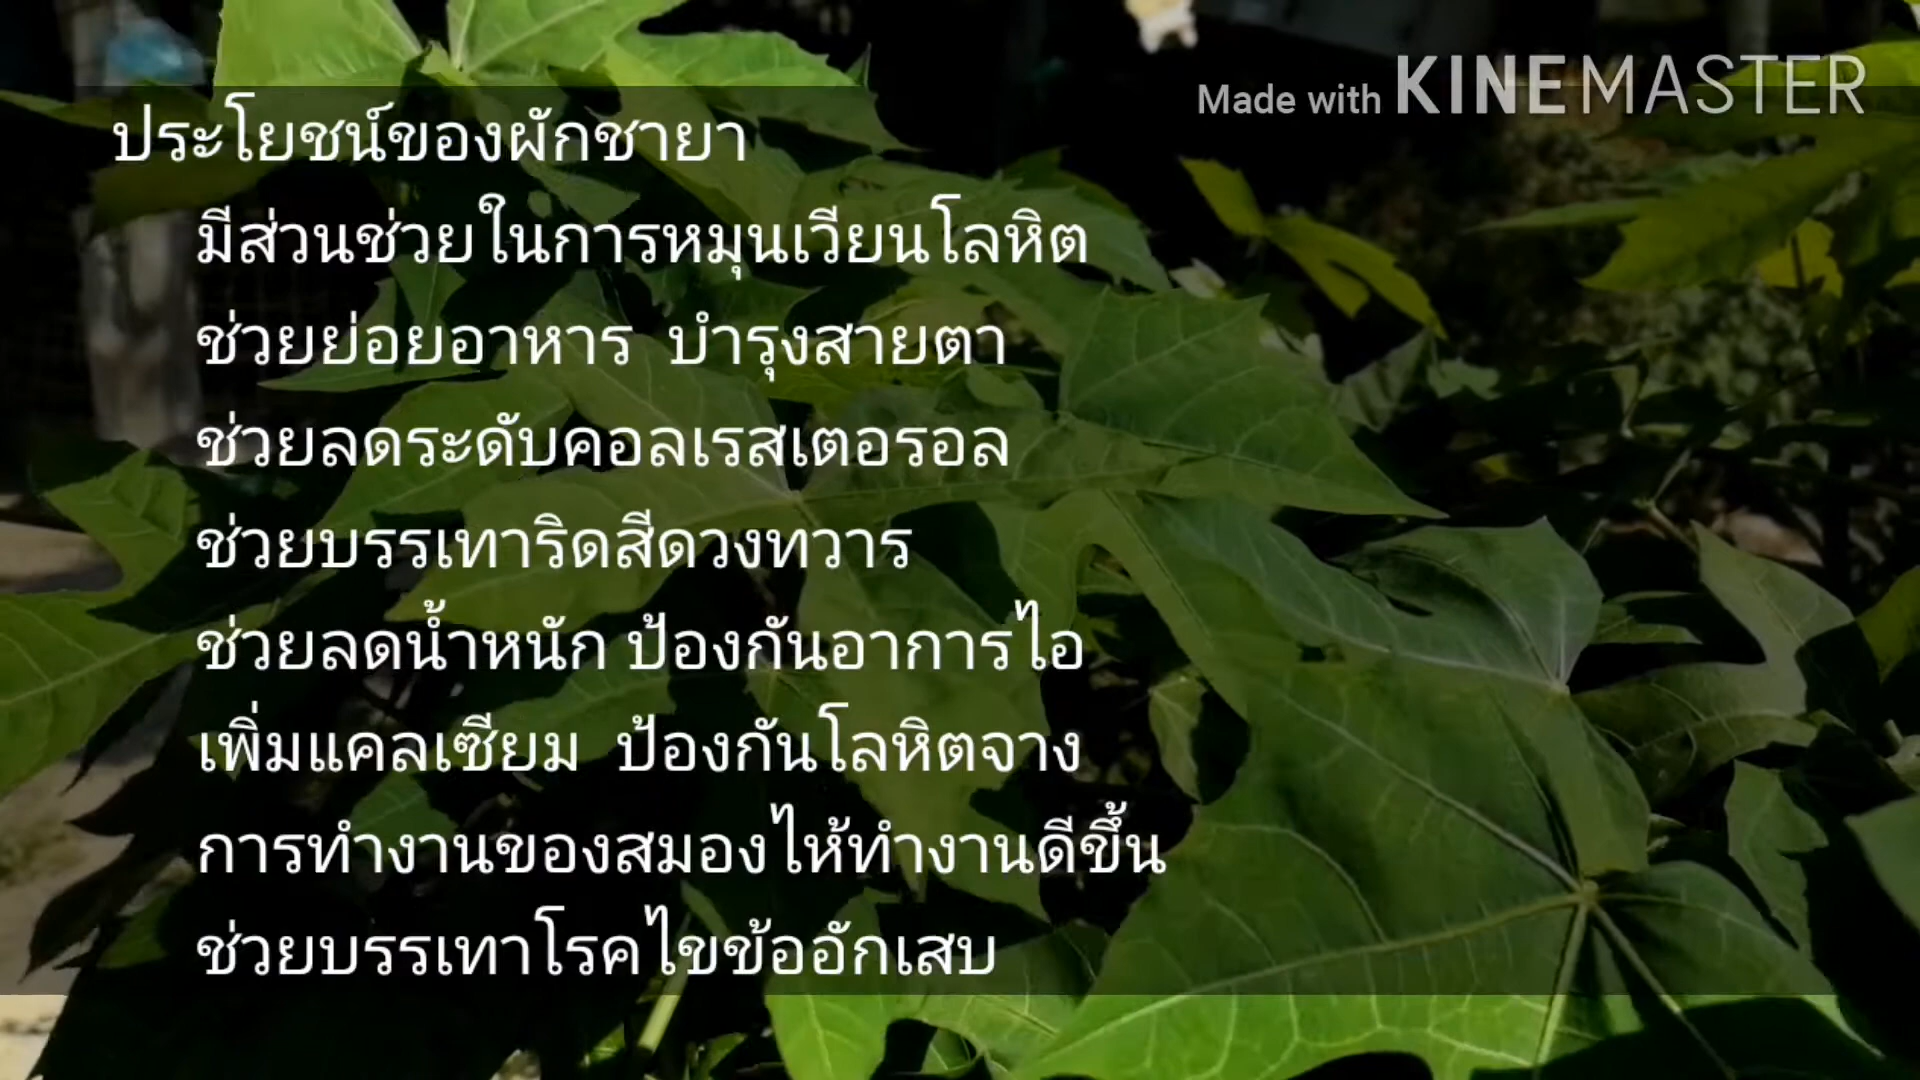 Made with KINEMASTER
ประโยชน์ของผักชายา
มีส่วนช่วยในการหมุนเวียนโลหิต
ช่วยย่อยอาหาร บำรุงสายตา
ช่วยลดระดับคอลเรสเตอรอล
ช่วยบรรเทาริดสีดวงทวาร
ช่วยลดน้ำหนัก ป้องกันอาการไอ
เพิ่มแคลเซียม ป้องกันโลหิตจาง
การทำงานของสมองไห้ทำงานดีขึ้น
ช่วยบรรเทาโรคไขข้ออักเสบ